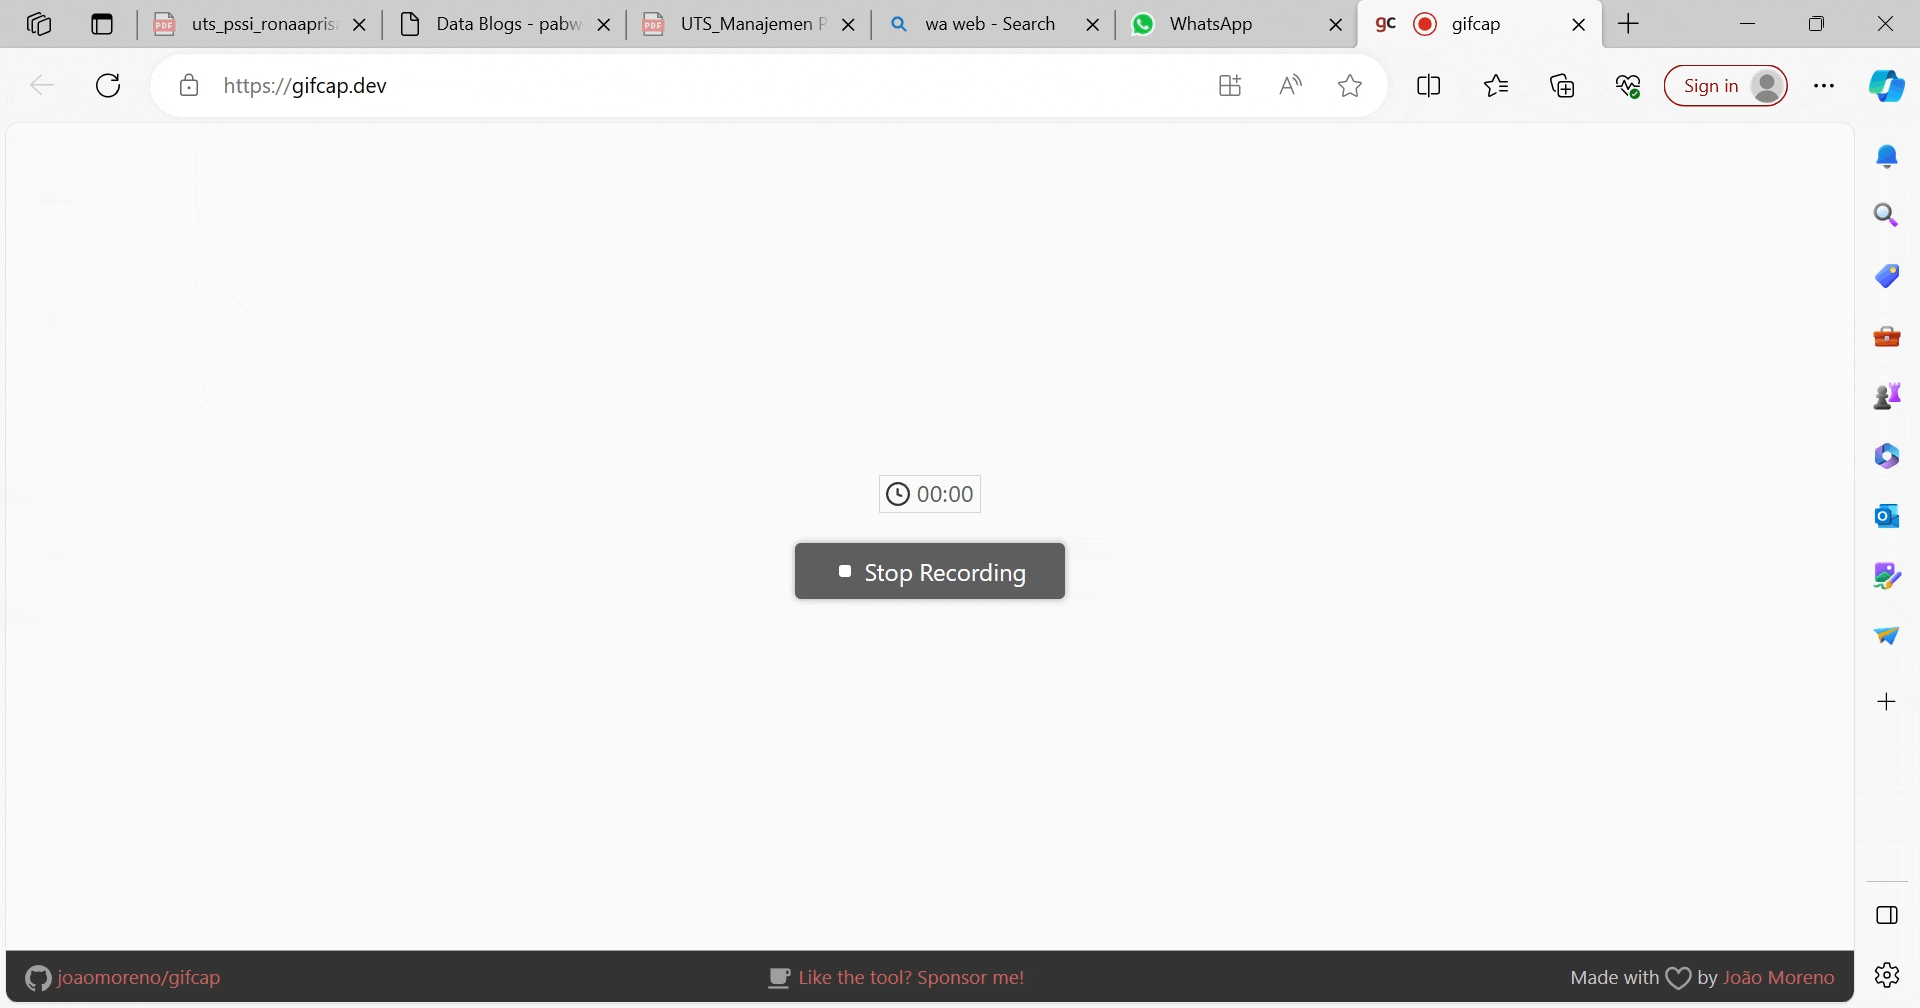 uts_pssi_ronaapris
Data Blogs - pabw
UTS_Manajemen P
wa web - Search
WhatsApp
gc gifcap
https://gifcap.dev
Sign in
00:00
Stop Recording
joaomoreno/gifcap
Like the tool? Sponsor me!
Made with by João Moreno